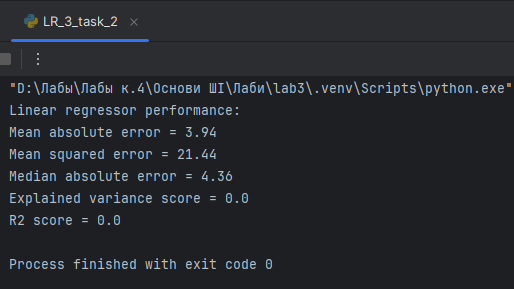 LR_3_task_2
"D:\Лабы\Лабы к.4\Основи ШІ\Лаби\lab3\.venv\Scripts\python.exe"
Linear regressor performance:
Mean absolute error = 3.94
Mean squared error = 21.44
Median absolute error = 4.36
Explained variance score = 0.0
R2 score = 0.0
Process finished with exit code 0